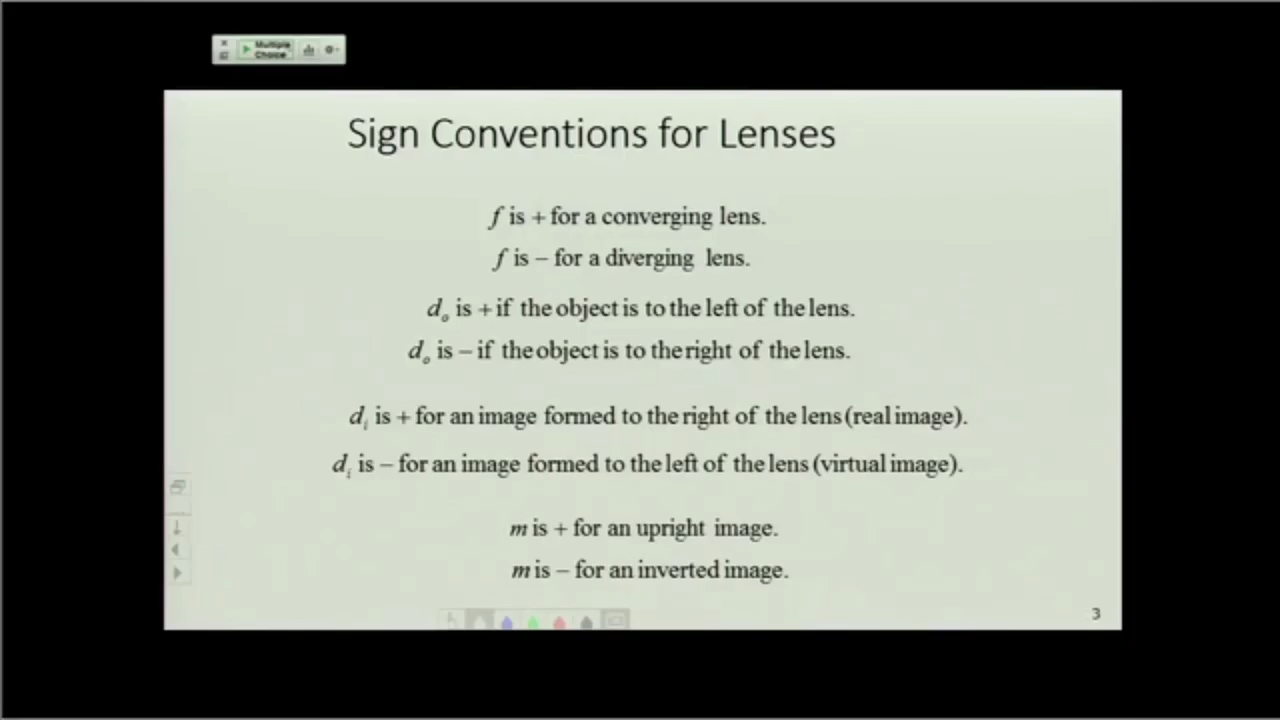 Multiple
Choice
Sign Conventions for Lenses
f is + for a converging lens.
f is – for a diverging lens.
dₒ is + if the object is to the left of the lens.
dₒ is – if the object is to the right of the lens.
dᵢ is + for an image formed to the right of the lens (real image).
dᵢ is – for an image formed to the left of the lens (virtual image).
m is + for an upright image.
m is – for an inverted image.
3